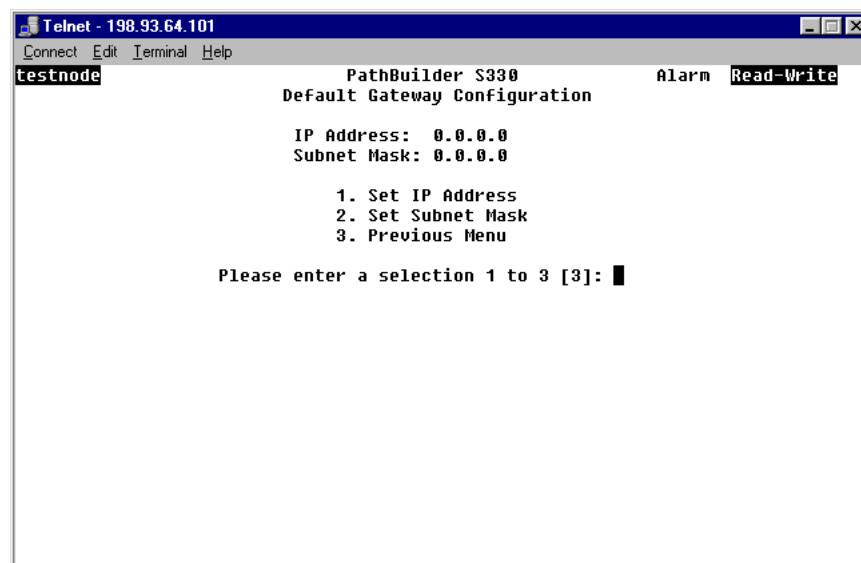 Telnet - 198.93.64.101
Connect Edit Terminal Help
testnode PathBuilder S330 Alarm Read-Write
Default Gateway Configuration
IP Address: 0.0.0.0
Subnet Mask: 0.0.0.0
1. Set IP Address
2. Set Subnet Mask
3. Previous Menu
Please enter a selection 1 to 3 [3]: